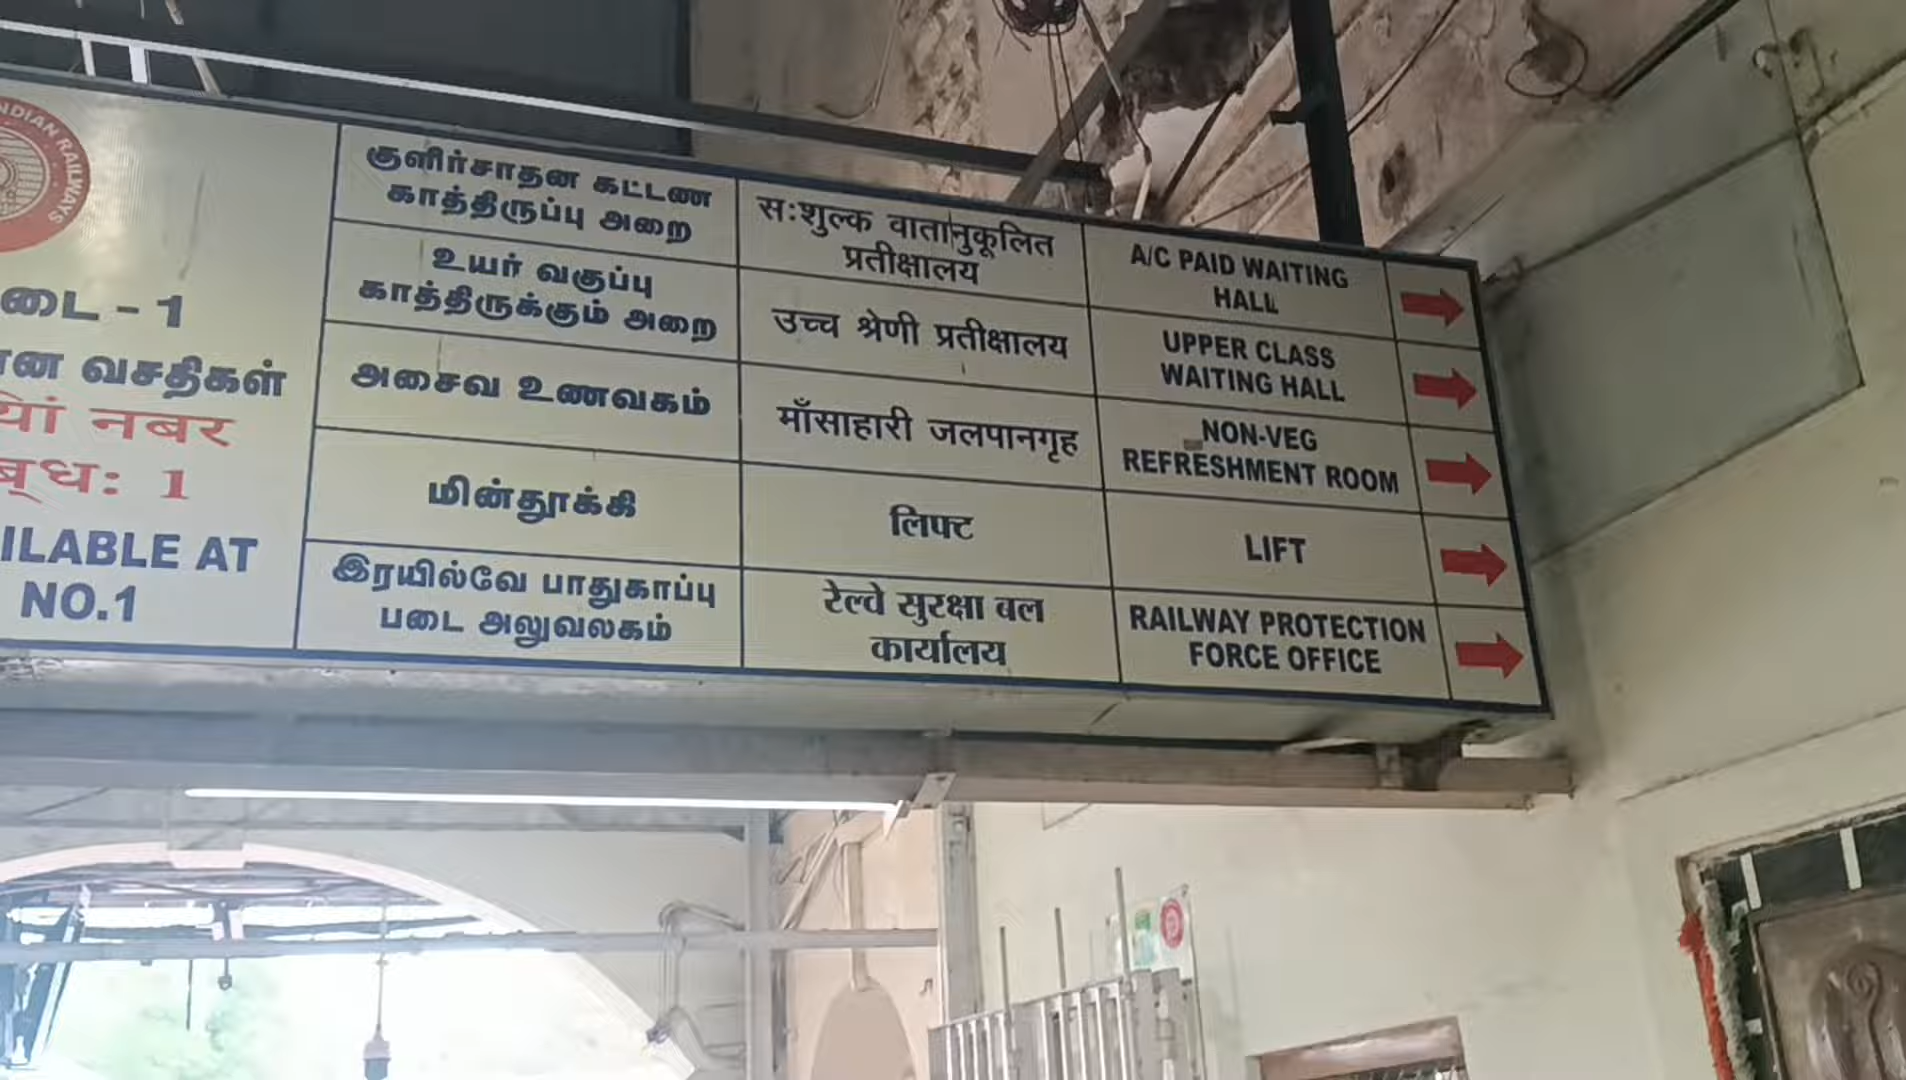 INDIAN RAILWAYS
டை - 1
ன வசதிகள்
नबर
ब्ध: 1
ILABLE AT
NO.1
குளிர்சாதன கட்டண
காத்திருப்பு அறை
सःशुल्क वातानुकूलित
प्रतीक्षालय
A/C PAID WAITING
HALL
உயர் வகுப்பு
காத்திருக்கும் அறை
उच्च श्रेणी प्रतीक्षालय
UPPER CLASS
WAITING HALL
அசைவ உணவகம்
माँसाहारी जलपानगृह
NON-VEG
REFRESHMENT ROOM
மின்தூக்கி
लिफ्ट
LIFT
இரயில்வே பாதுகாப்பு
படை அலுவலகம்
रेल्वे सुरक्षा बल
कार्यालय
RAILWAY PROTECTION
FORCE OFFICE